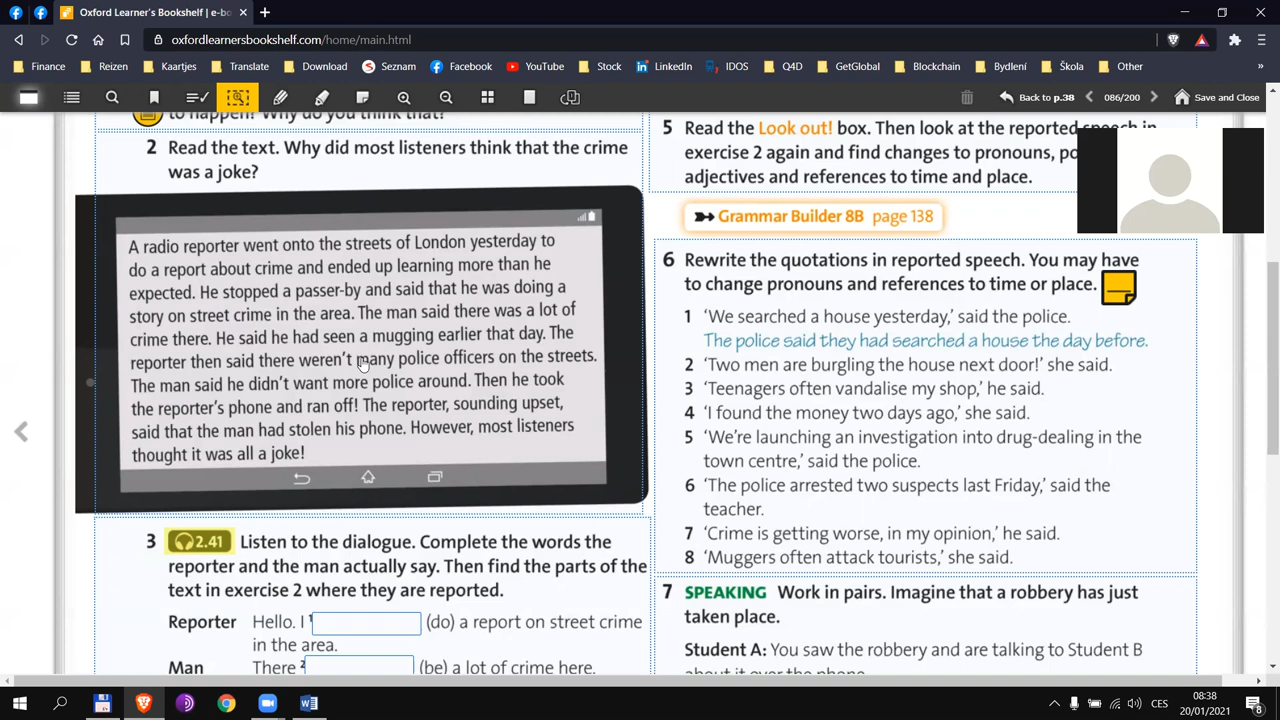 Oxford Learner's Bookshelf | e-bo
oxfordlearnersbookshelf.com/home/main.html
Finance Reizen Kaartjes Translate Download Seznam Facebook YouTube Stock LinkedIn IDOS Q4D GetGlobal Blockchain Bydlení Škola Other
Back to p.38 086/200 Save and Close
to happen? Why do you think that?
2 Read the text. Why did most listeners think that the crime
was a joke?
A radio reporter went onto the streets of London yesterday to
do a report about crime and ended up learning more than he
expected. He stopped a passer-by and said that he was doing a
story on street crime in the area. The man said there was a lot of
crime there. He said he had seen a mugging earlier that day. The
reporter then said there weren't many police officers on the streets.
The man said he didn't want more police around. Then he took
the reporter's phone and ran off! The reporter, sounding upset,
said that the man had stolen his phone. However, most listeners
thought it was all a joke!
3 2.41 Listen to the dialogue. Complete the words the
reporter and the man actually say. Then find the parts of the
text in exercise 2 where they are reported.
Reporter Hello. I 1 (do) a report on street crime
in the area.
Man There 2 (be) a lot of crime here.
5 Read the Look out! box. Then look at the reported speech in
exercise 2 again and find changes to pronouns, po
adjectives and references to time and place.
Grammar Builder 8B page 138
6 Rewrite the quotations in reported speech. You may have
to change pronouns and references to time or place.
1 'We searched a house yesterday,' said the police.
The police said they had searched a house the day before.
2 'Two men are burgling the house next door!' she said.
3 'Teenagers often vandalise my shop,' he said.
4 'I found the money two days ago,' she said.
5 'We're launching an investigation into drug-dealing in the
town centre,' said the police.
6 'The police arrested two suspects last Friday,' said the
teacher.
7 'Crime is getting worse, in my opinion,' he said.
8 'Muggers often attack tourists,' she said.
7 SPEAKING Work in pairs. Imagine that a robbery has just
taken place.
Student A: You saw the robbery and are talking to Student B
about it over the phone
CES
08:38
20/01/2021
8